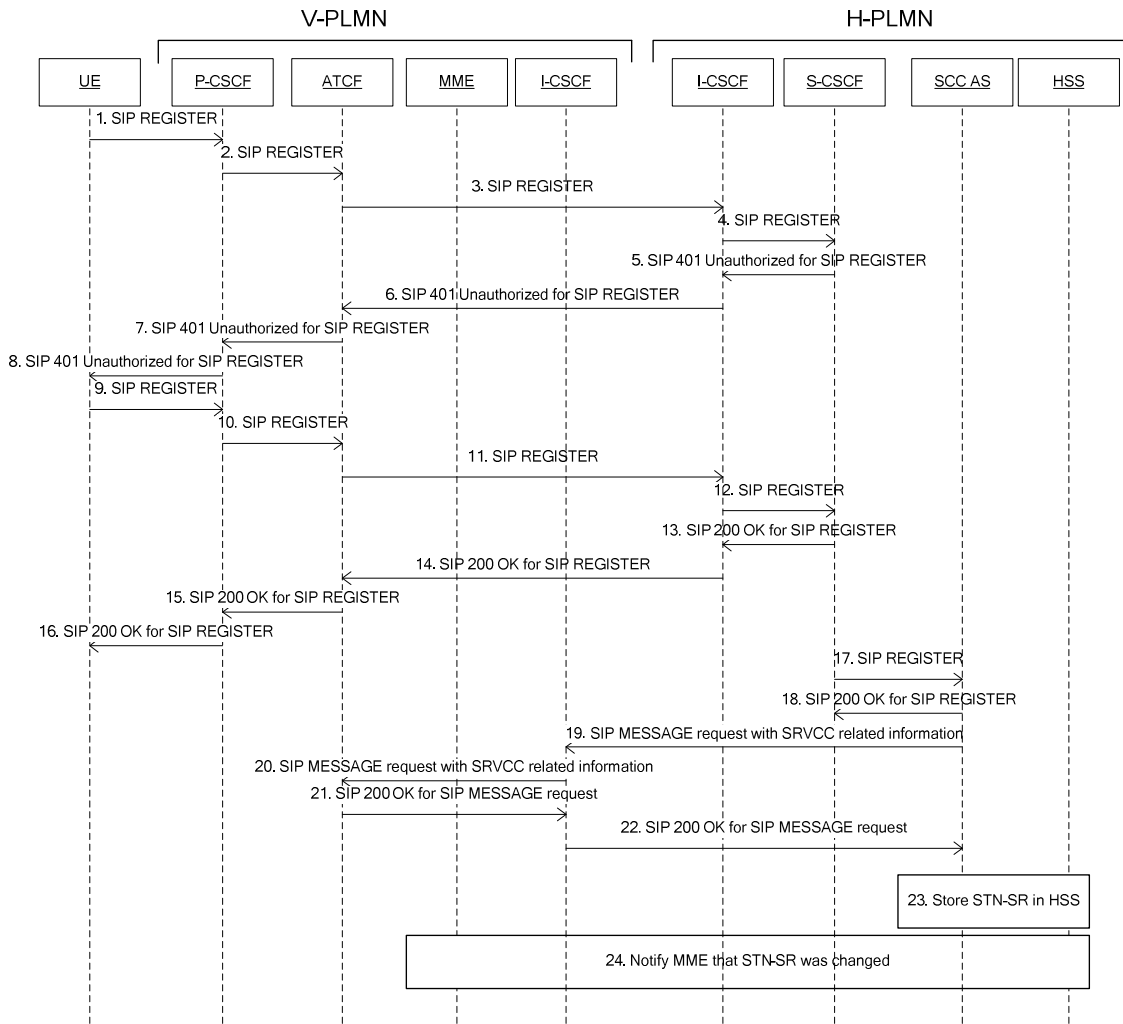 V-PLMN
H-PLMN
UE
P-CSCF
ATCF
MME
I-CSCF
I-CSCF
S-CSCF
SCC AS
HSS
1. SIP REGISTER
2. SIP REGISTER
3. SIP REGISTER
4. SIP REGISTER
5. SIP 401 Unauthorized for SIP REGISTER
6. SIP 401 Unauthorized for SIP REGISTER
7. SIP 401 Unauthorized for SIP REGISTER
8. SIP 401 Unauthorized for SIP REGISTER
9. SIP REGISTER
10. SIP REGISTER
11. SIP REGISTER
12. SIP REGISTER
13. SIP 200 OK for SIP REGISTER
14. SIP 200 OK for SIP REGISTER
15. SIP 200 OK for SIP REGISTER
16. SIP 200 OK for SIP REGISTER
17. SIP REGISTER
18. SIP 200 OK for SIP REGISTER
19. SIP MESSAGE request with SRVCC related information
20. SIP MESSAGE request with SRVCC related information
21. SIP 200 OK for SIP MESSAGE request
22. SIP 200 OK for SIP MESSAGE request
23. Store STN-SR in HSS
24. Notify MME that STN-SR was changed